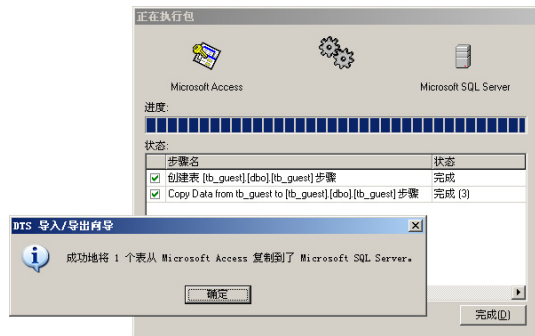 正在执行包
Microsoft Access
Microsoft SQL Server
进度:
状态:
步骤名 状态
创建表 [tb_guest].[dbo].[tb_guest] 步骤 完成
Copy Data from tb_guest to [tb_guest].[dbo].[tb_guest] 步骤 完成 (3)
DTS 导入/导出向导
成功地将 1 个表从 Microsoft Access 复制到了 Microsoft SQL Server。
确定
完成(D)